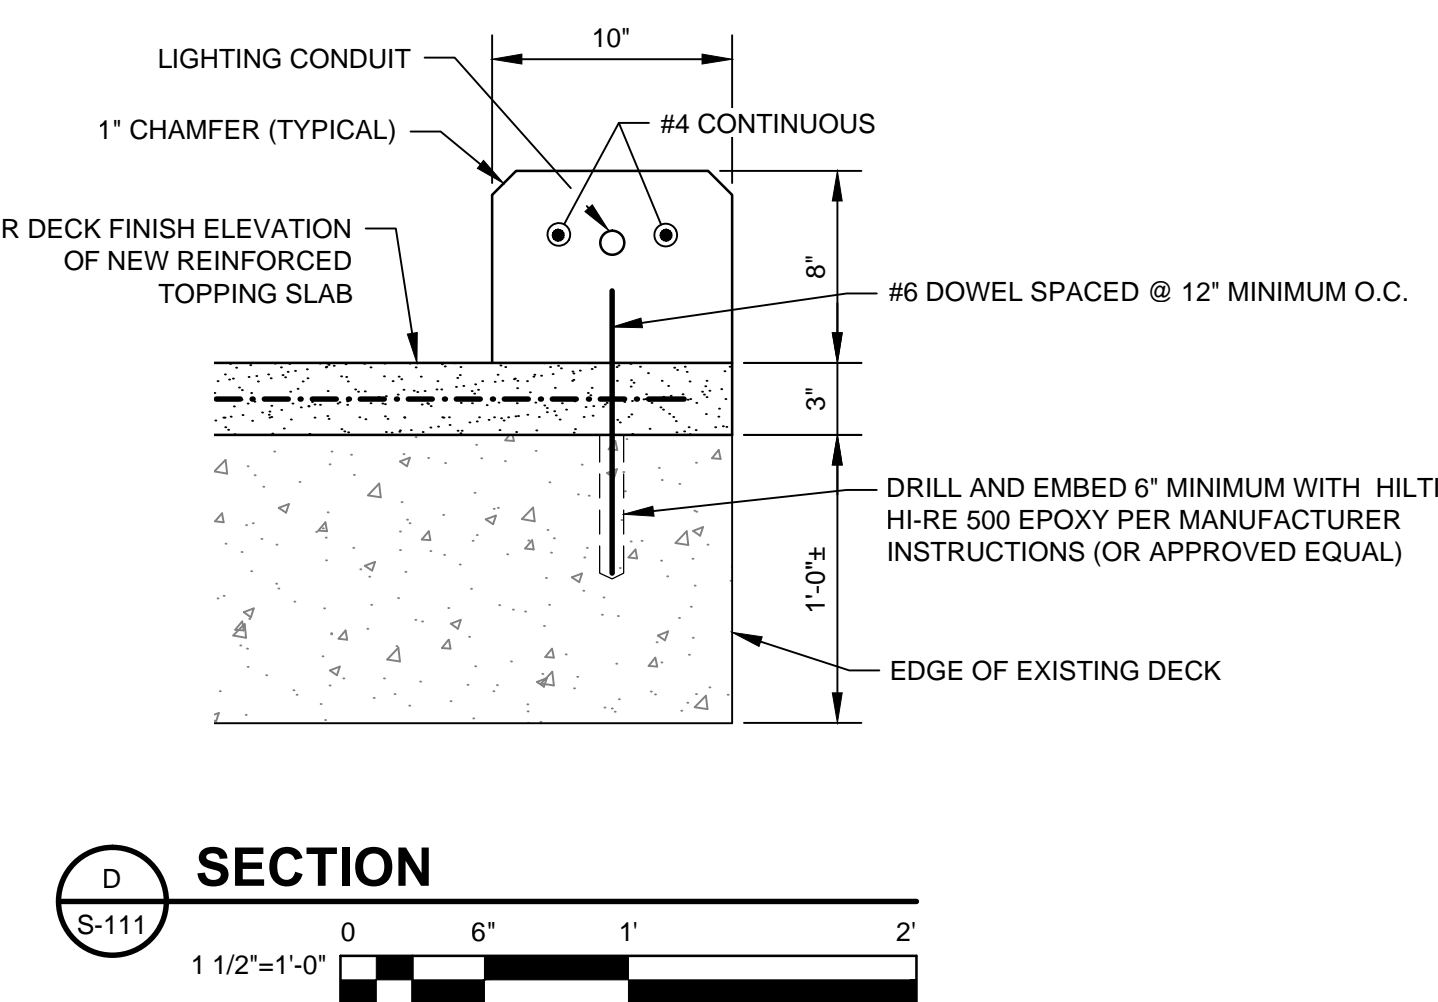 10"
LIGHTING CONDUIT
1" CHAMFER (TYPICAL)
#4 CONTINUOUS
R DECK FINISH ELEVATION
OF NEW REINFORCED
TOPPING SLAB
8"
#6 DOWEL SPACED @ 12" MINIMUM O.C.
3"
DRILL AND EMBED 6" MINIMUM WITH HILTI
HI-RE 500 EPOXY PER MANUFACTURER
INSTRUCTIONS (OR APPROVED EQUAL)
1'-0"±
EDGE OF EXISTING DECK
D
S-111
SECTION
0 6" 1' 2'
1 1/2"=1'-0"